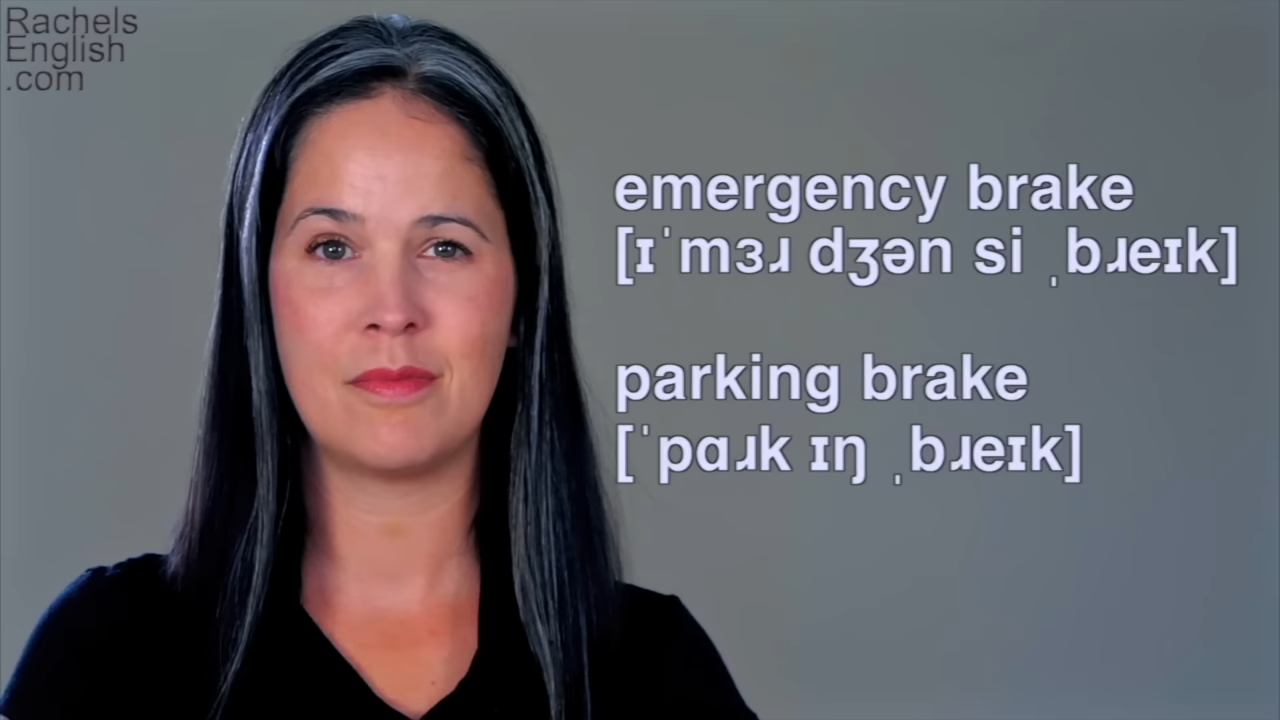 Rachels
English
.com
emergency brake
[ɪˈmɜɹ dʒən si ˌbɹeɪk]
parking brake
[ˈpɑɹk ɪŋ ˌbɹeɪk]